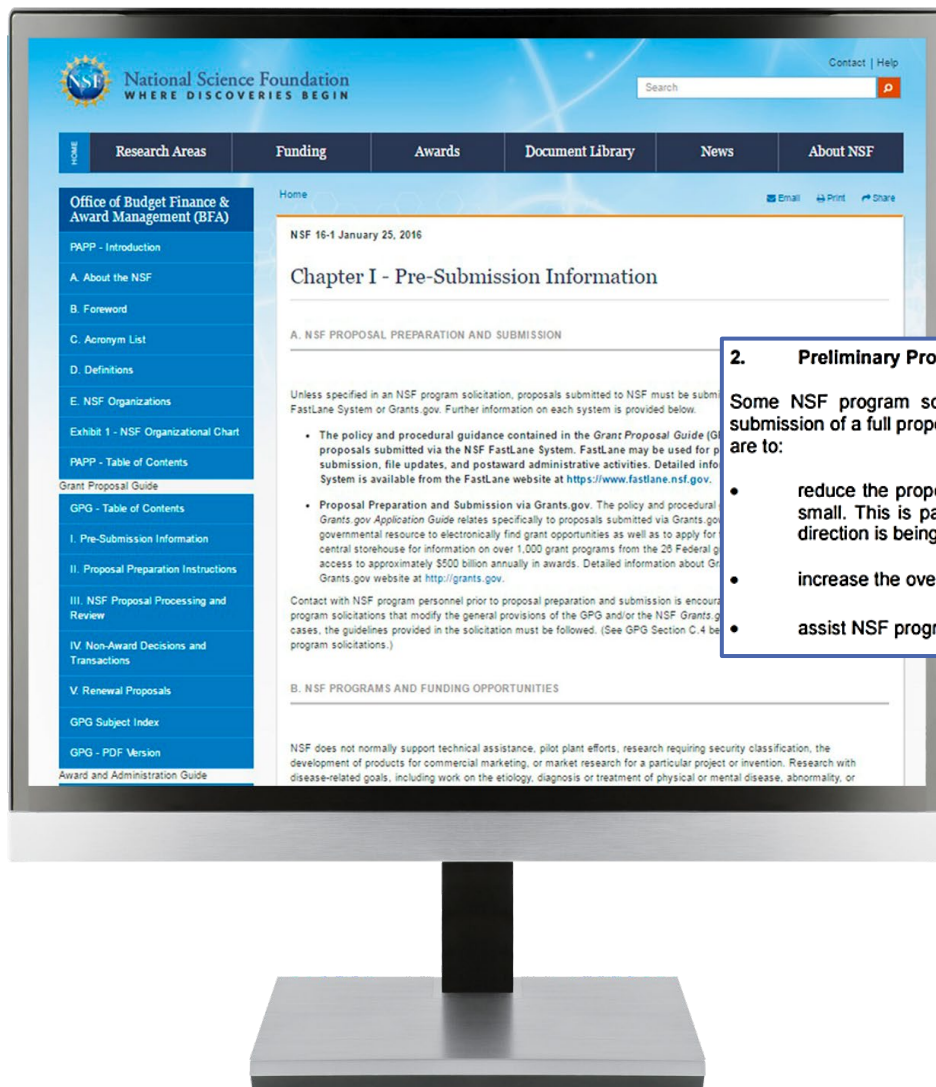 NSF
National Science Foundation
WHERE DISCOVERIES BEGIN
Contact | Help
Search
HOME
Research Areas
Funding
Awards
Document Library
News
About NSF
Office of Budget Finance &
Award Management (BFA)
PAPP - Introduction
A. About the NSF
B. Foreword
C. Acronym List
D. Definitions
E. NSF Organizations
Exhibit 1 - NSF Organizational Chart
PAPP - Table of Contents
Grant Proposal Guide
GPG - Table of Contents
I. Pre-Submission Information
II. Proposal Preparation Instructions
III. NSF Proposal Processing and
Review
IV. Non-Award Decisions and
Transactions
V. Renewal Proposals
GPG Subject Index
GPG - PDF Version
Award and Administration Guide
Home
Email Print Share
NSF 16-1 January 25, 2016
Chapter I - Pre-Submission Information
A. NSF PROPOSAL PREPARATION AND SUBMISSION
Unless specified in an NSF program solicitation, proposals submitted to NSF must be submi
FastLane System or Grants.gov. Further information on each system is provided below.
• The policy and procedural guidance contained in the Grant Proposal Guide (G
proposals submitted via the NSF FastLane System. FastLane may be used for p
submission, file updates, and postaward administrative activities. Detailed info
System is available from the FastLane website at https://www.fastlane.nsf.gov.
• Proposal Preparation and Submission via Grants.gov. The policy and procedural
Grants.gov Application Guide relates specifically to proposals submitted via Grants.gov
governmental resource to electronically find grant opportunities as well as to apply for
central storehouse for information on over 1,000 grant programs from the 26 Federal g
access to approximately $500 billion annually in awards. Detailed information about Gr
Grants.gov website at http://grants.gov.
Contact with NSF program personnel prior to proposal preparation and submission is encoura
program solicitations that modify the general provisions of the GPG and/or the NSF Grants.g
cases, the guidelines provided in the solicitation must be followed. (See GPG Section C.4 be
program solicitations.)
B. NSF PROGRAMS AND FUNDING OPPORTUNITIES
NSF does not normally support technical assistance, pilot plant efforts, research requiring security classification, the
development of products for commercial marketing, or market research for a particular project or invention. Research with
disease-related goals, including work on the etiology, diagnosis or treatment of physical or mental disease, abnormality, or
2. Preliminary Pro
Some NSF program so
submission of a full prope
are to:
• reduce the prope
small. This is pa
direction is being
• increase the ove
• assist NSF progr